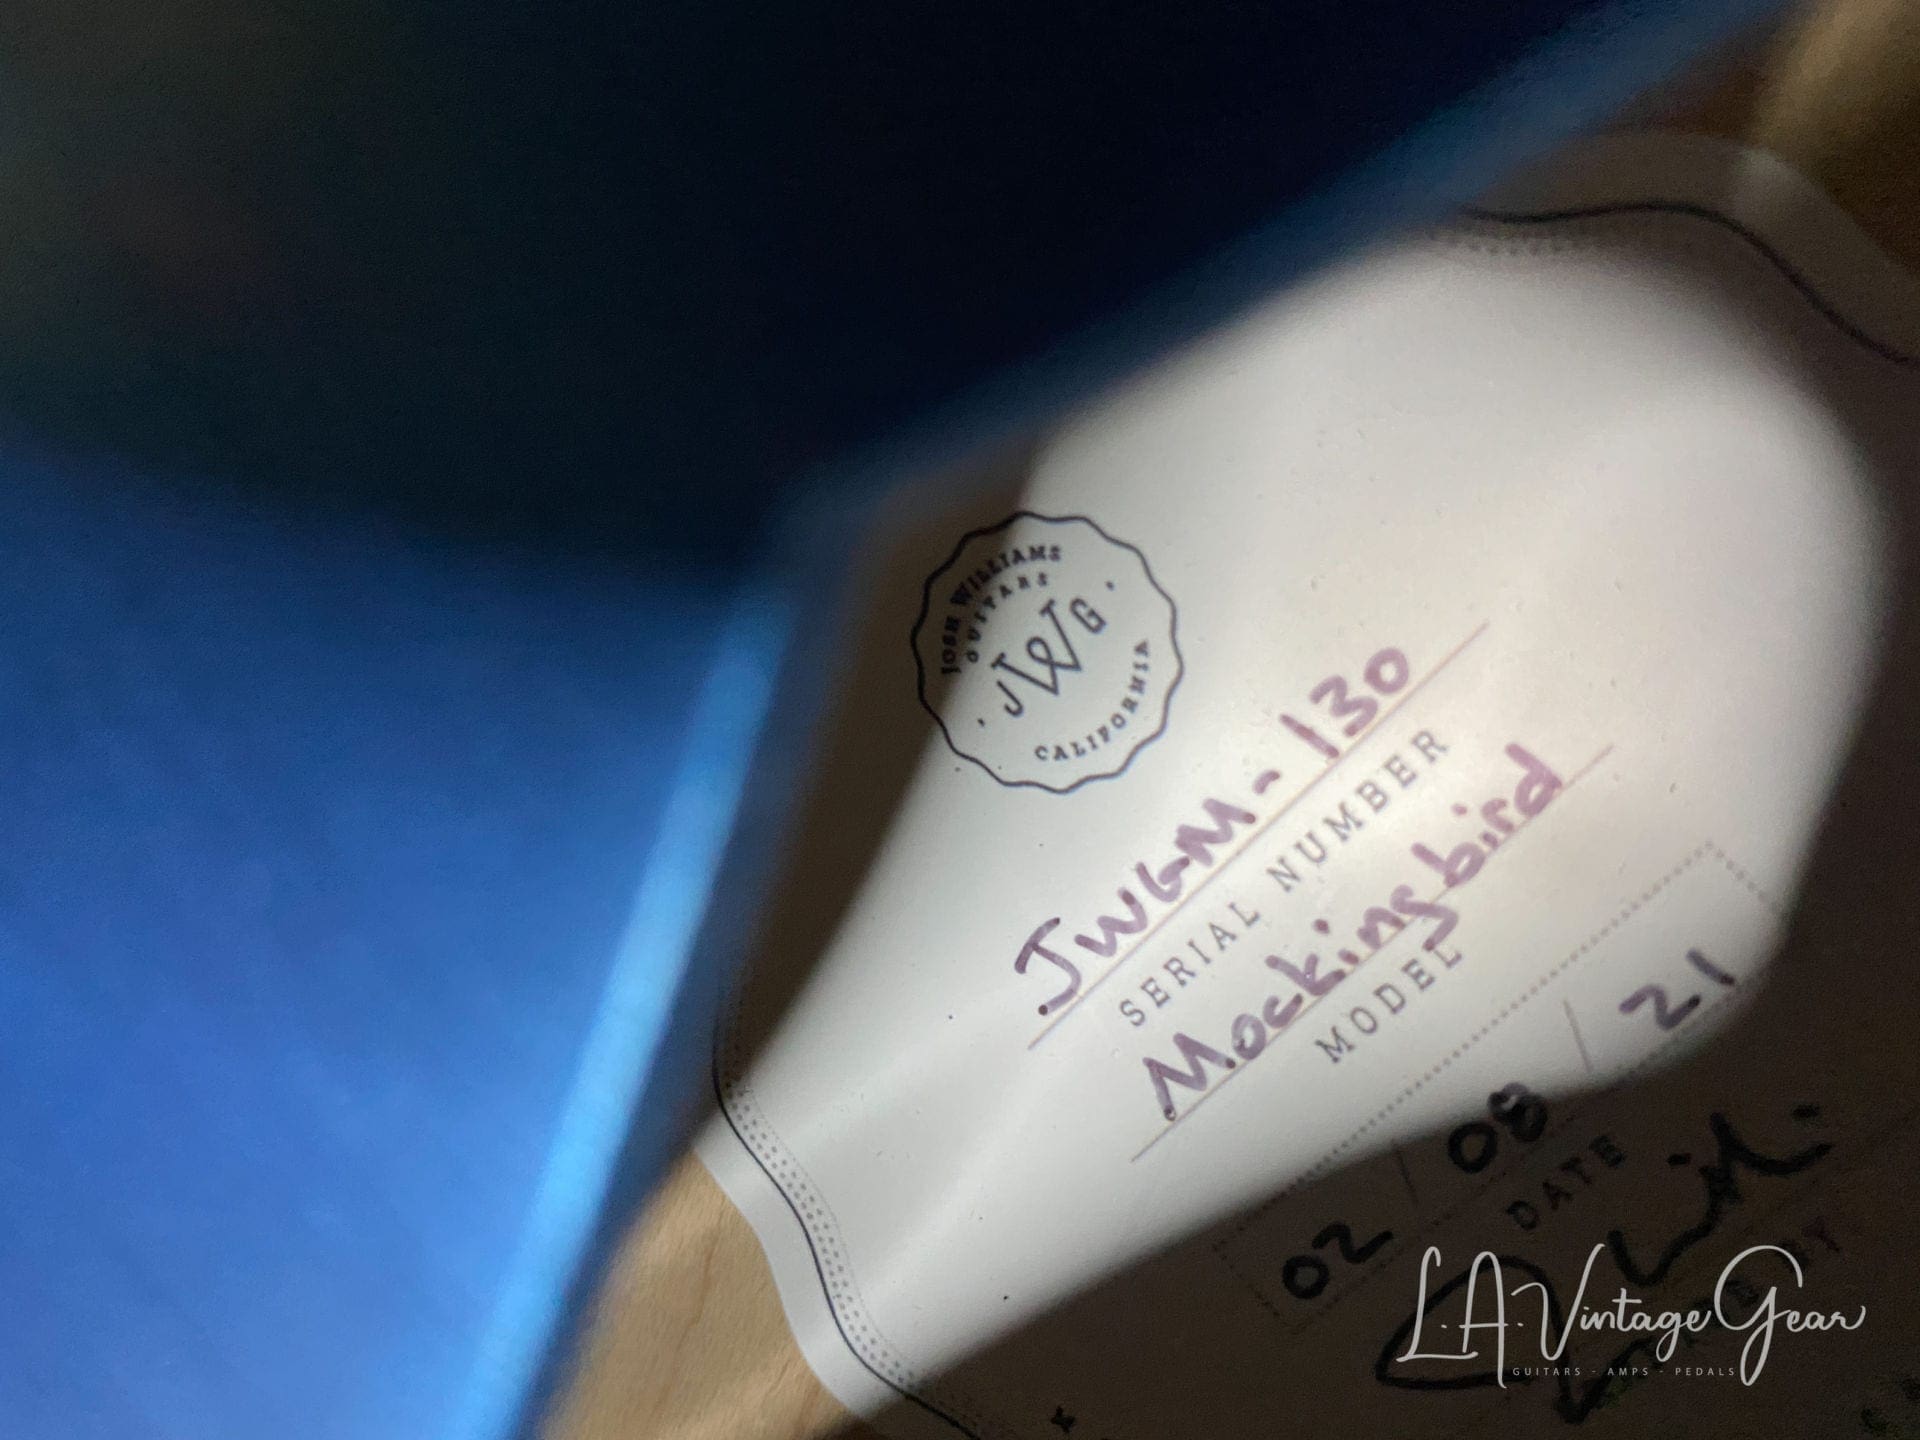 JOSH WILLIAMS
GUITARS
JWG
CALIFORNIA
JWGM-130
SERIAL NUMBER
Mockingbird
MODEL
02 08 21
DATE
L.A. Vintage Gear
GUITARS - AMPS - PEDALS